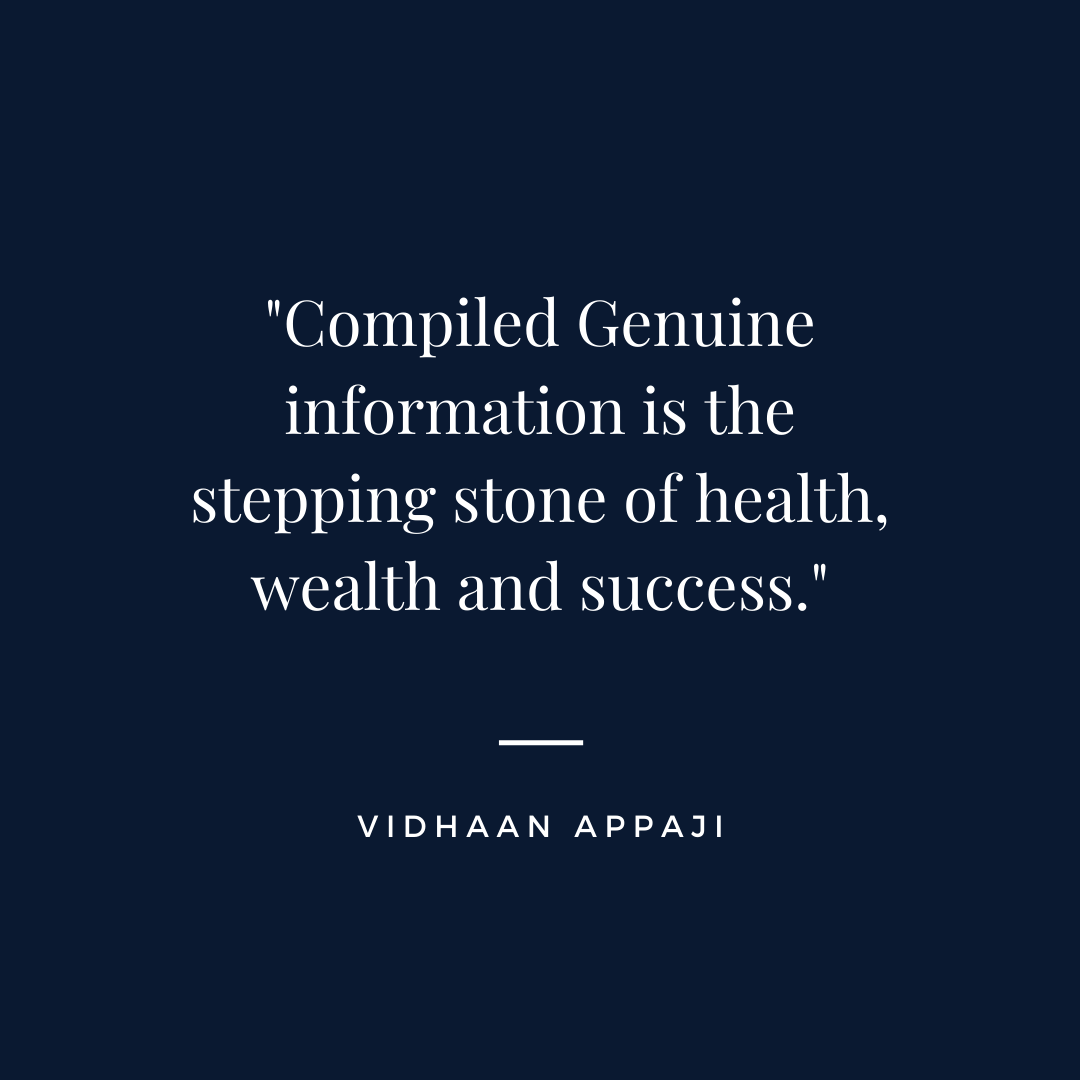 "Compiled Genuine
information is the
stepping stone of health,
wealth and success."
VIDHAAN APPAJI